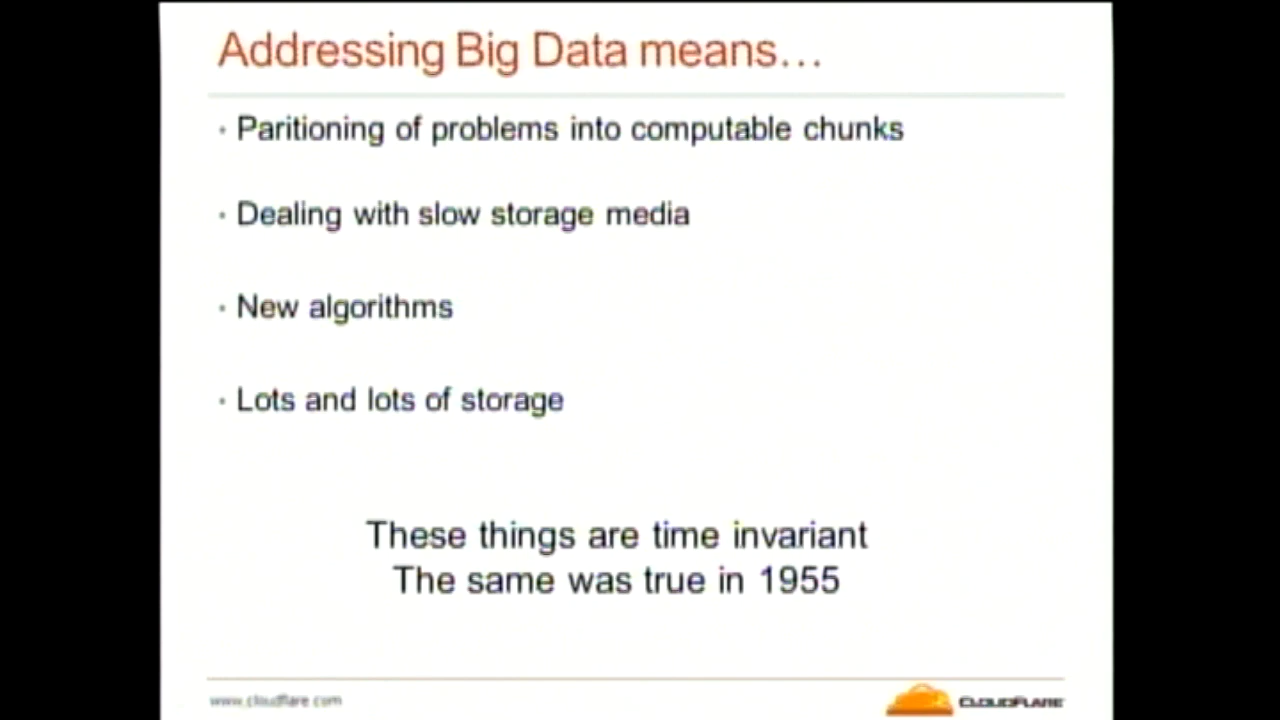 Addressing Big Data means…
· Paritioning of problems into computable chunks
· Dealing with slow storage media
· New algorithms
· Lots and lots of storage
These things are time invariant
The same was true in 1955
www.cloudflare.com
CLOUDFLARE